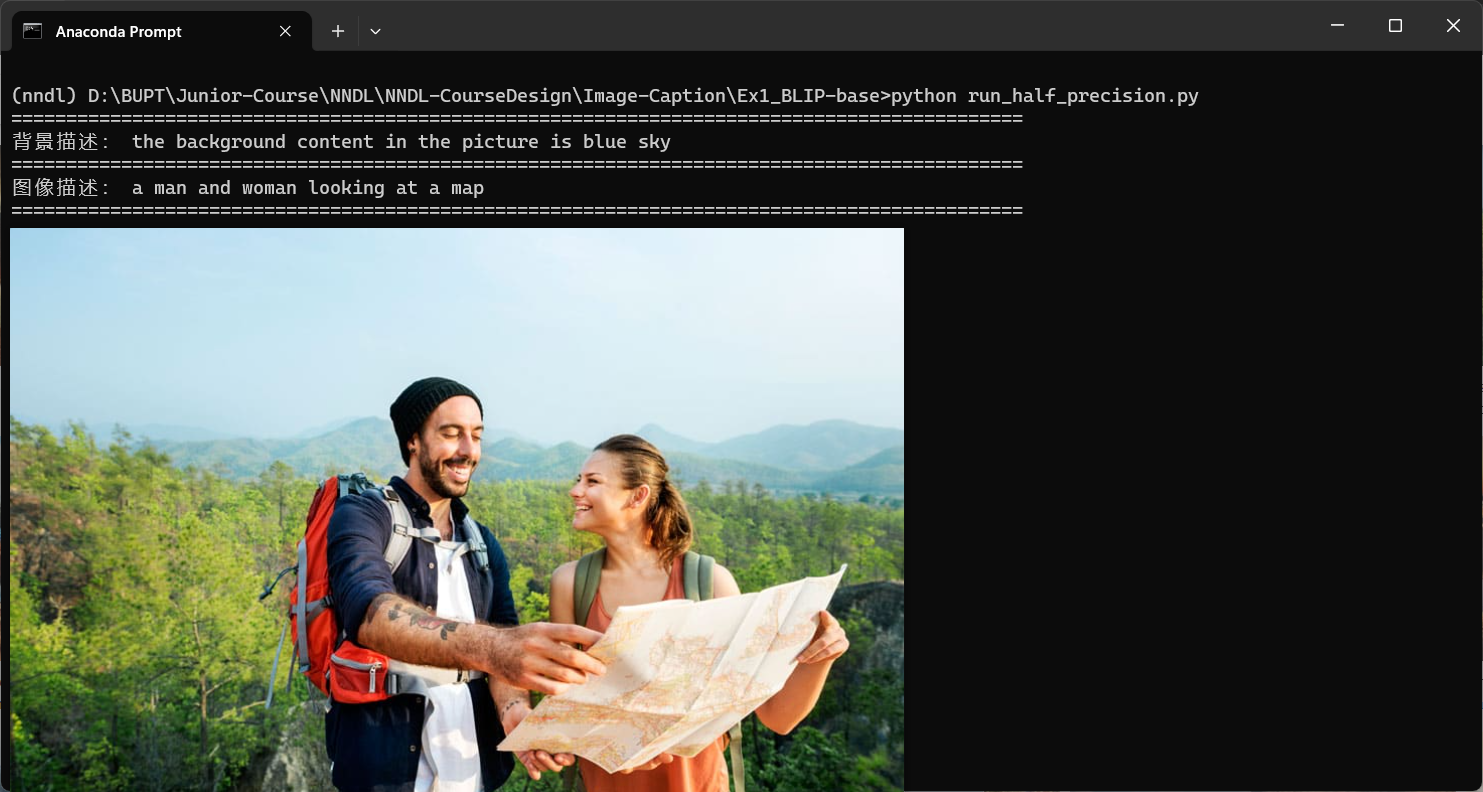 Anaconda Prompt
(nndl) D:\BUPT\Junior-Course\NNDL\NNDL-CourseDesign\Image-Caption\Ex1_BLIP-base>python run_half_precision.py
============================================================================================
背景描述： the background content in the picture is blue sky
============================================================================================
图像描述： a man and woman looking at a map
============================================================================================